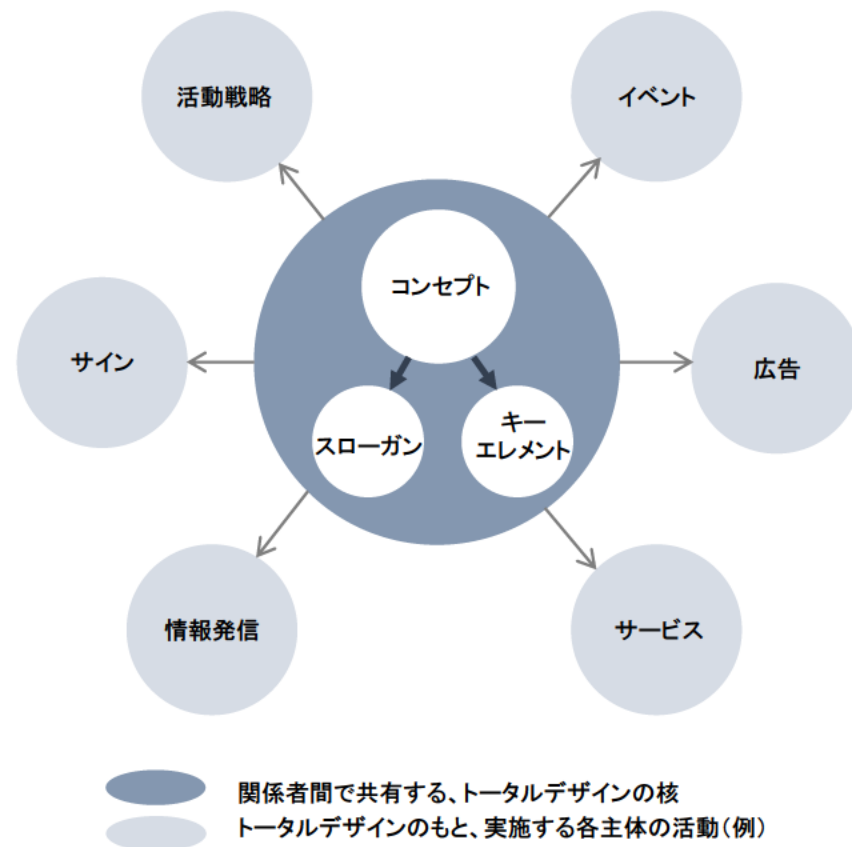 活動戦略
イベント
コンセプト
サイン
広告
スローガン
キー
エレメント
情報発信
サービス
関係者間で共有する、トータルデザインの核
トータルデザインのもと、実施する各主体の活動(例)